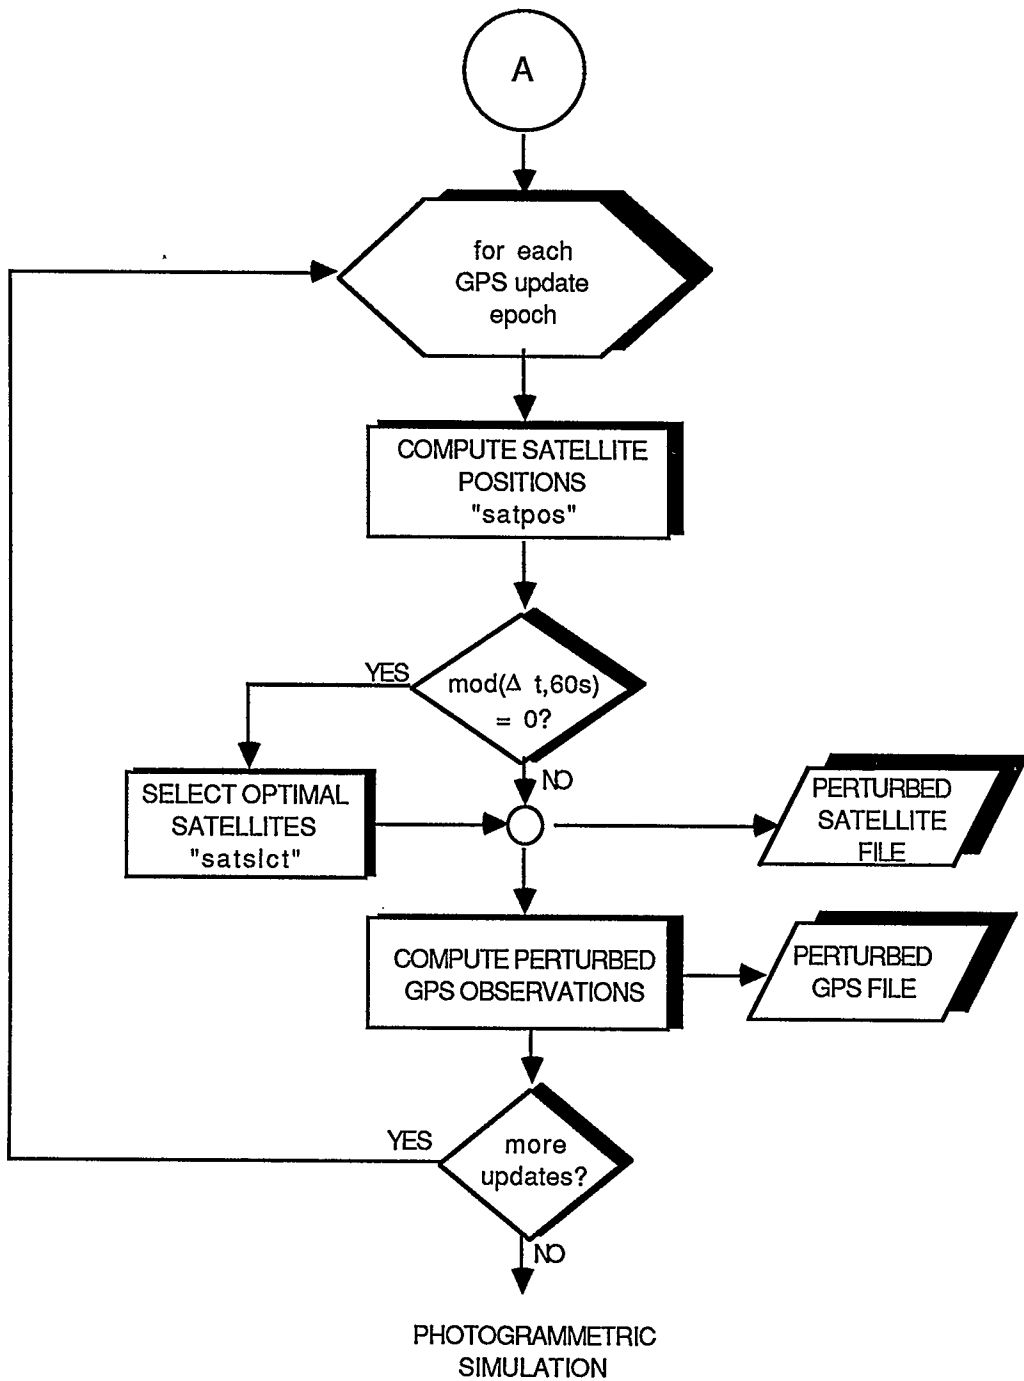 A
for each
GPS update
epoch
COMPUTE SATELLITE
POSITIONS
"satpos"
YES
mod(Δ t,60s)
= 0?
NO
SELECT OPTIMAL
SATELLITES
"satslct"
PERTURBED
SATELLITE
FILE
COMPUTE PERTURBED
GPS OBSERVATIONS
PERTURBED
GPS FILE
YES
more
updates?
NO
PHOTOGRAMMETRIC
SIMULATION